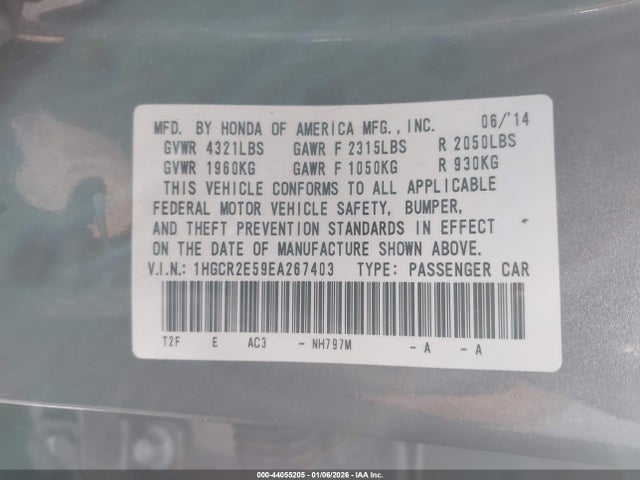 MFD. BY HONDA OF AMERICA MFG., INC. 06/'14
GVWR 4321LBS GAWR F 2315LBS R 2050LBS
GVWR 1960KG GAWR F 1050KG R 930KG
THIS VEHICLE CONFORMS TO ALL APPLICABLE
FEDERAL MOTOR VEHICLE SAFETY, BUMPER,
AND THEFT PREVENTION STANDARDS IN EFFECT
ON THE DATE OF MANUFACTURE SHOWN ABOVE.
V.I.N.: 1HGCR2E59EA267403 TYPE: PASSENGER CAR
T2F E AC3 - NH797M - A - A
000-44055205 - 01/06/2026 - IAA Inc.